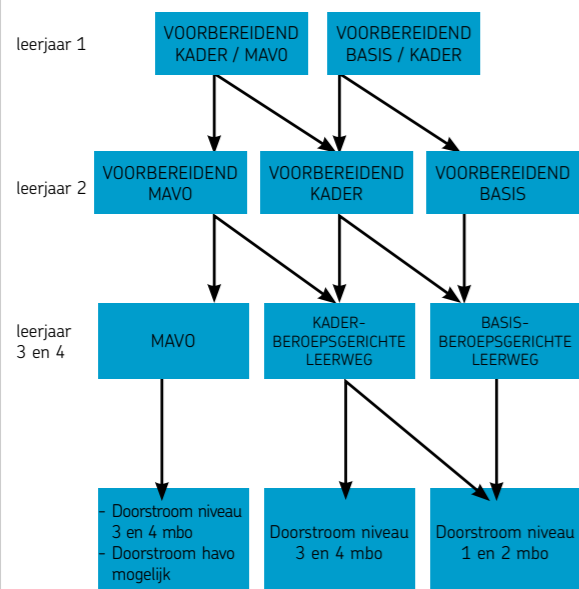 leerjaar 1
VOORBEREIDEND
KADER / MAVO
VOORBEREIDEND
BASIS / KADER
leerjaar 2
VOORBEREIDEND
MAVO
VOORBEREIDEND
KADER
VOORBEREIDEND
BASIS
leerjaar
3 en 4
MAVO
KADER-
BEROEPSGERICHTE
LEERWEG
BASIS-
BEROEPSGERICHTE
LEERWEG
- Doorstroom niveau
3 en 4 mbo
- Doorstroom havo
mogelijk
Doorstroom niveau
3 en 4 mbo
Doorstroom niveau
1 en 2 mbo